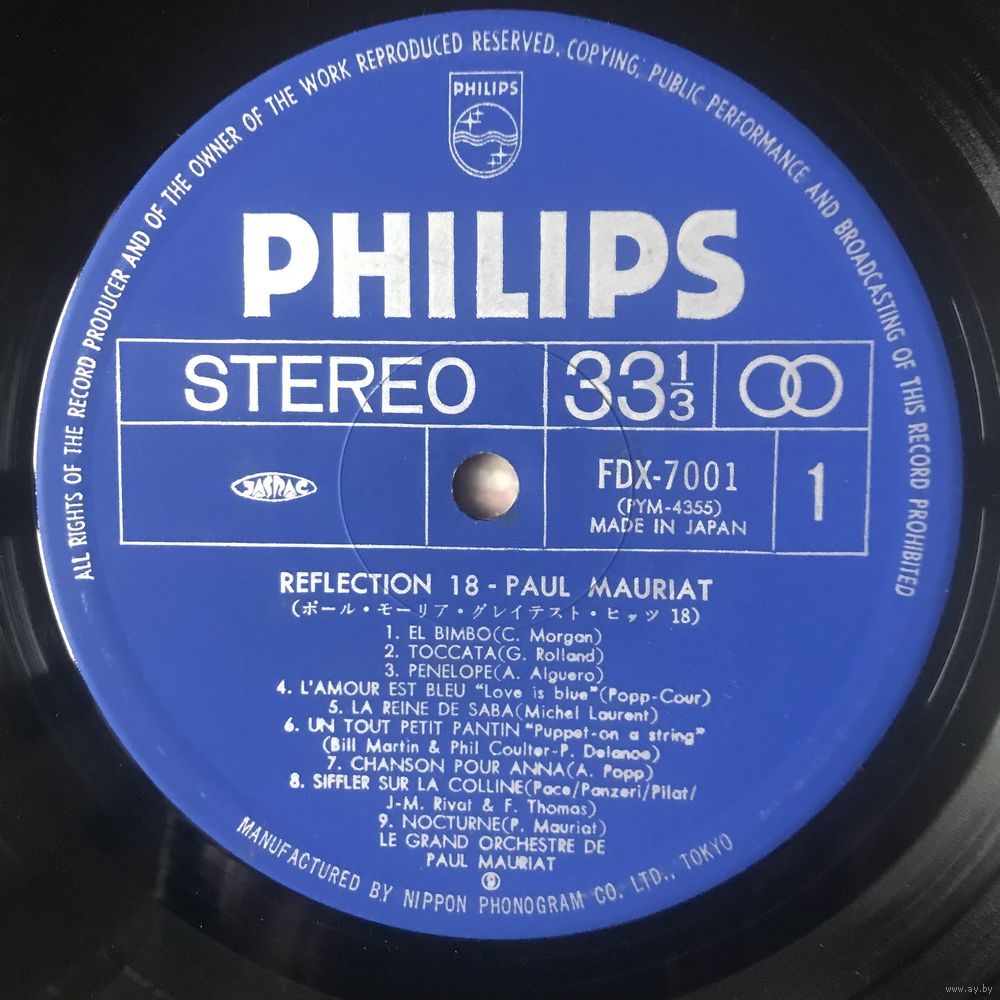 ALL RIGHTS OF THE RECORD PRODUCER AND OF THE OWNER OF THE WORK REPRODUCED RESERVED. COPYING, PUBLIC PERFORMANCE AND BROADCASTING OF THIS RECORD PROHIBITED
PHILIPS
PHILIPS
STEREO 33 1/3
JASRAC FDX-7001 1
(PYM-4355)
MADE IN JAPAN
REFLECTION 18 - PAUL MAURIAT
(ポール・モーリア・グレイテスト・ヒッツ 18)
1. EL BIMBO(C. Morgan)
2. TOCCATA(G. Rolland)
3. PENELOPE(A. Alguero)
4. L'AMOUR EST BLEU "Love is blue"(Popp-Cour)
5. LA REINE DE SABA(Michel Laurent)
6. UN TOUT PETIT PANTIN "Puppet-on a string"
(Bill Martin & Phil Coulter-P. Delanoe)
7. CHANSON POUR ANNA(A. Popp)
8. SIFFLER SUR LA COLLINE(Pace/Panzeri/Pilat/
J-M. Rivat & F. Thomas)
9. NOCTURNE(P. Mauriat)
LE GRAND ORCHESTRE DE
PAUL MAURIAT
℗
MANUFACTURED BY NIPPON PHONOGRAM CO. LTD., TOKYO
www.ay.by